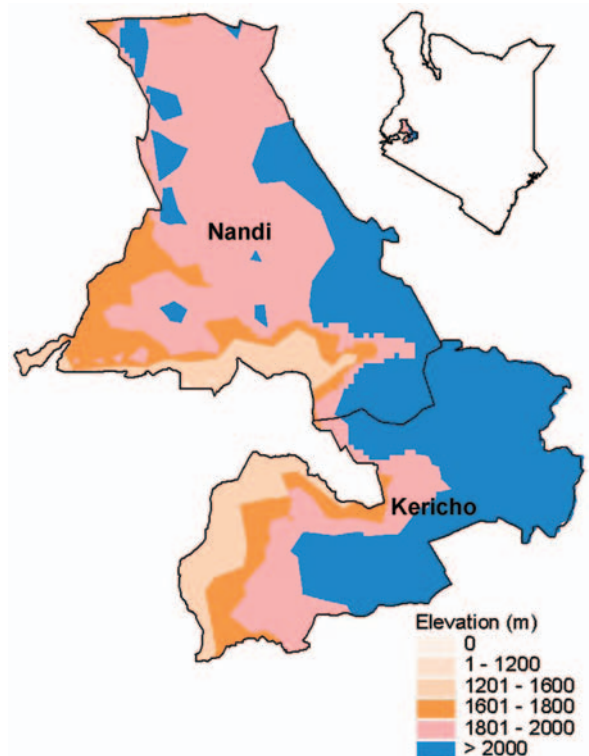 Nandi
Kericho
Elevation (m)
0
1 - 1200
1201 - 1600
1601 - 1800
1801 - 2000
> 2000